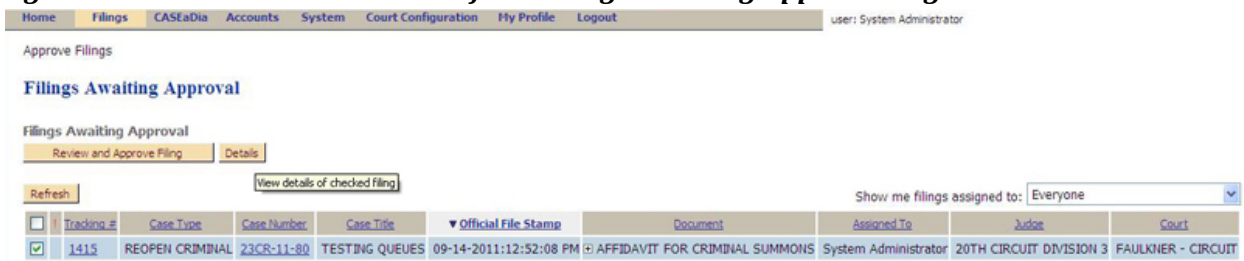 Home Filings CASEaDia Accounts System Court Configuration My Profile Logout user: System Administrator
Approve Filings
Filings Awaiting Approval
Filings Awaiting Approval
Review and Approve Filing Details
View details of checked filing
Refresh Show me filings assigned to: Everyone
! Tracking # Case Type Case Number Case Title ▼ Official File Stamp Document Assigned To Judge Court
1415 REOPEN CRIMINAL 23CR-11-80 TESTING QUEUES 09-14-2011:12:52:08 PM AFFIDAVIT FOR CRIMINAL SUMMONS System Administrator 20TH CIRCUIT DIVISION 3 FAULKNER - CIRCUIT